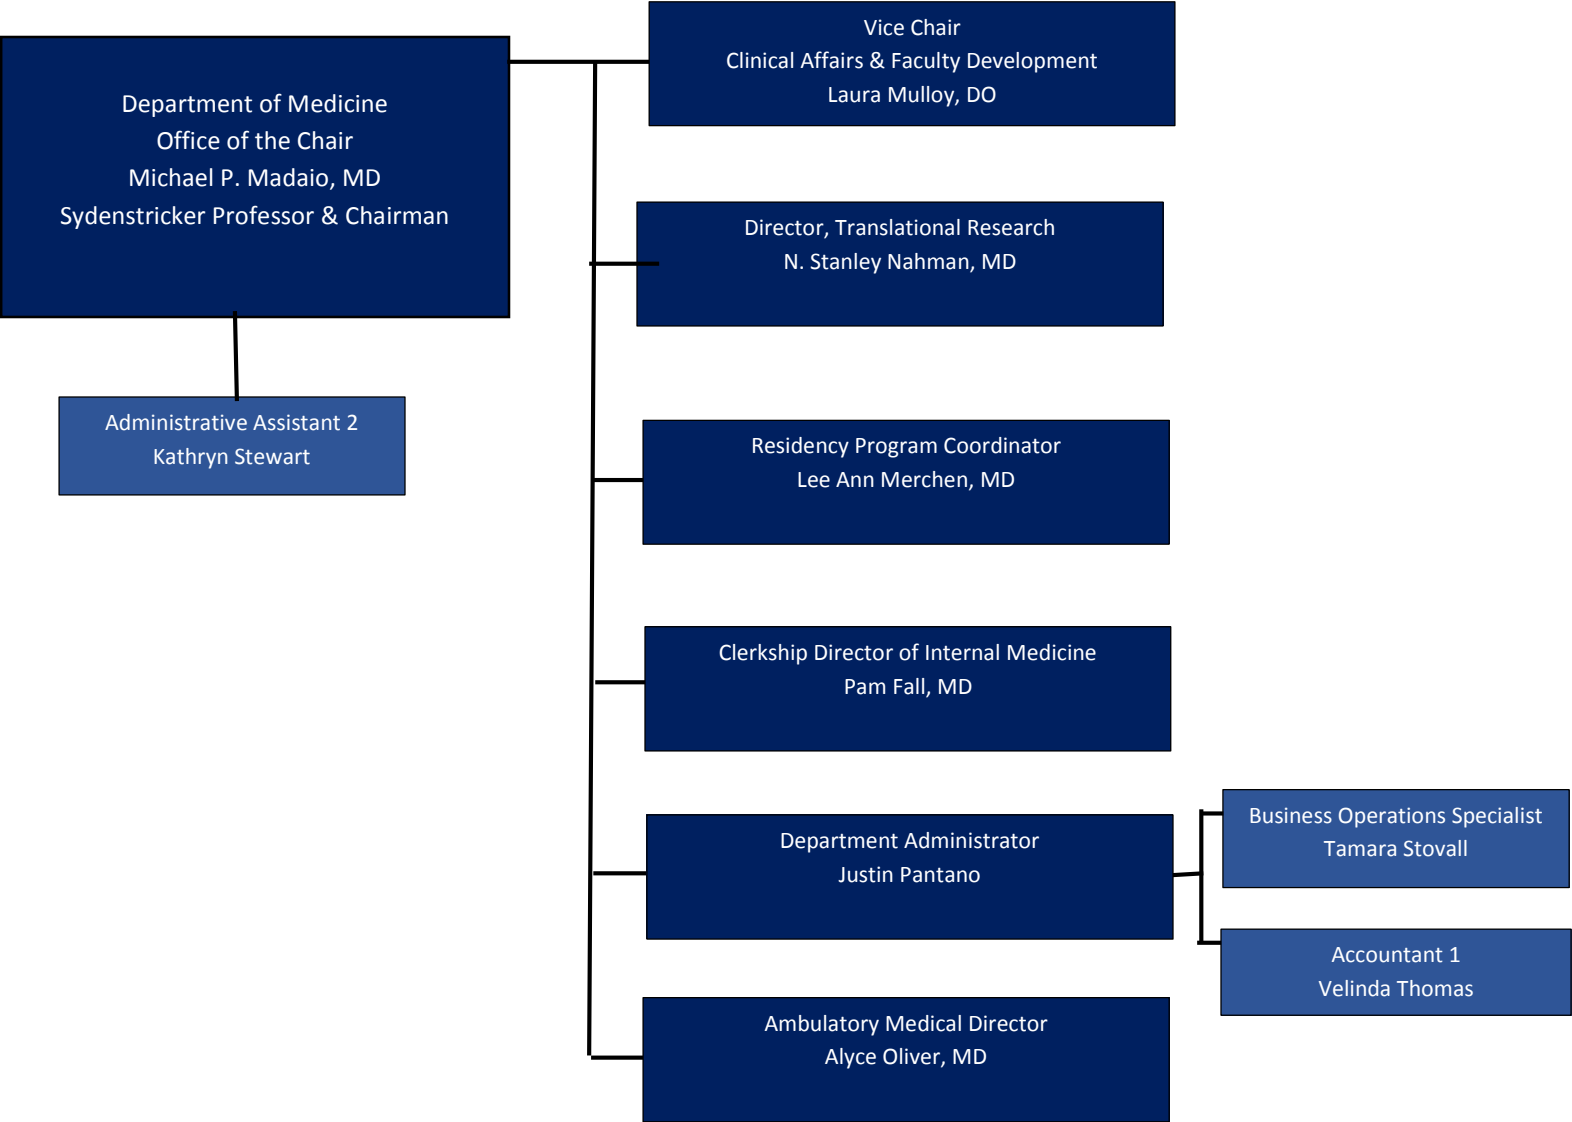 Department of Medicine
Office of the Chair
Michael P. Madaio, MD
Sydenstricker Professor & Chairman
Administrative Assistant 2
Kathryn Stewart
Vice Chair
Clinical Affairs & Faculty Development
Laura Mulloy, DO
Director, Translational Research
N. Stanley Nahman, MD
Residency Program Coordinator
Lee Ann Merchen, MD
Clerkship Director of Internal Medicine
Pam Fall, MD
Department Administrator
Justin Pantano
Business Operations Specialist
Tamara Stovall
Accountant 1
Velinda Thomas
Ambulatory Medical Director
Alyce Oliver, MD